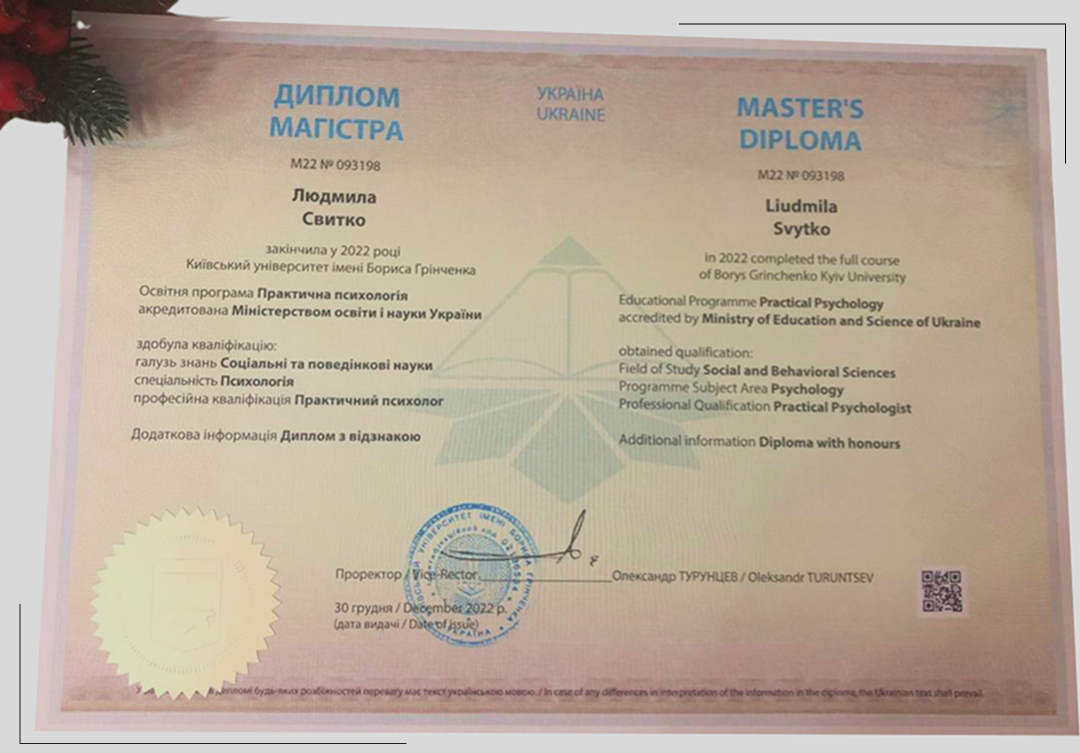 УКРАЇНА
UKRAINE
ДИПЛОМ
МАГІСТРА
М22 № 093198
Людмила
Свитко
закінчила у 2022 році
Київський університет імені Бориса Грінченка
Освітня програма Практична психологія
акредитована Міністерством освіти і науки України
здобула кваліфікацію:
галузь знань Соціальні та поведінкові науки
спеціальність Психологія
професійна кваліфікація Практичний психолог
Додаткова інформація Диплом з відзнакою
MASTER'S
DIPLOMA
M22 № 093198
Liudmila
Svytko
in 2022 completed the full course
of Borys Grinchenko Kyiv University
Educational Programme Practical Psychology
accredited by Ministry of Education and Science of Ukraine
obtained qualification:
Field of Study Social and Behavioral Sciences
Programme Subject Area Psychology
Professional Qualification Practical Psychologist
Additional information Diploma with honours
Проректор / Vice-Rector Олександр ТУРУНЦЕВ / Oleksandr TURUNTSEV
30 грудня / December 2022 р.
(дата видачі / Date of issue)
УНІВЕРСИТЕТ ІМЕНІ БОРИСА ГРІНЧЕНКА
УКРАЇНА
дипломі будь-яких розбіжностей перевагу має текст українською мовою. / In case of any differences in interpretation of the information in the diploma, the Ukrainian text shall prevail.